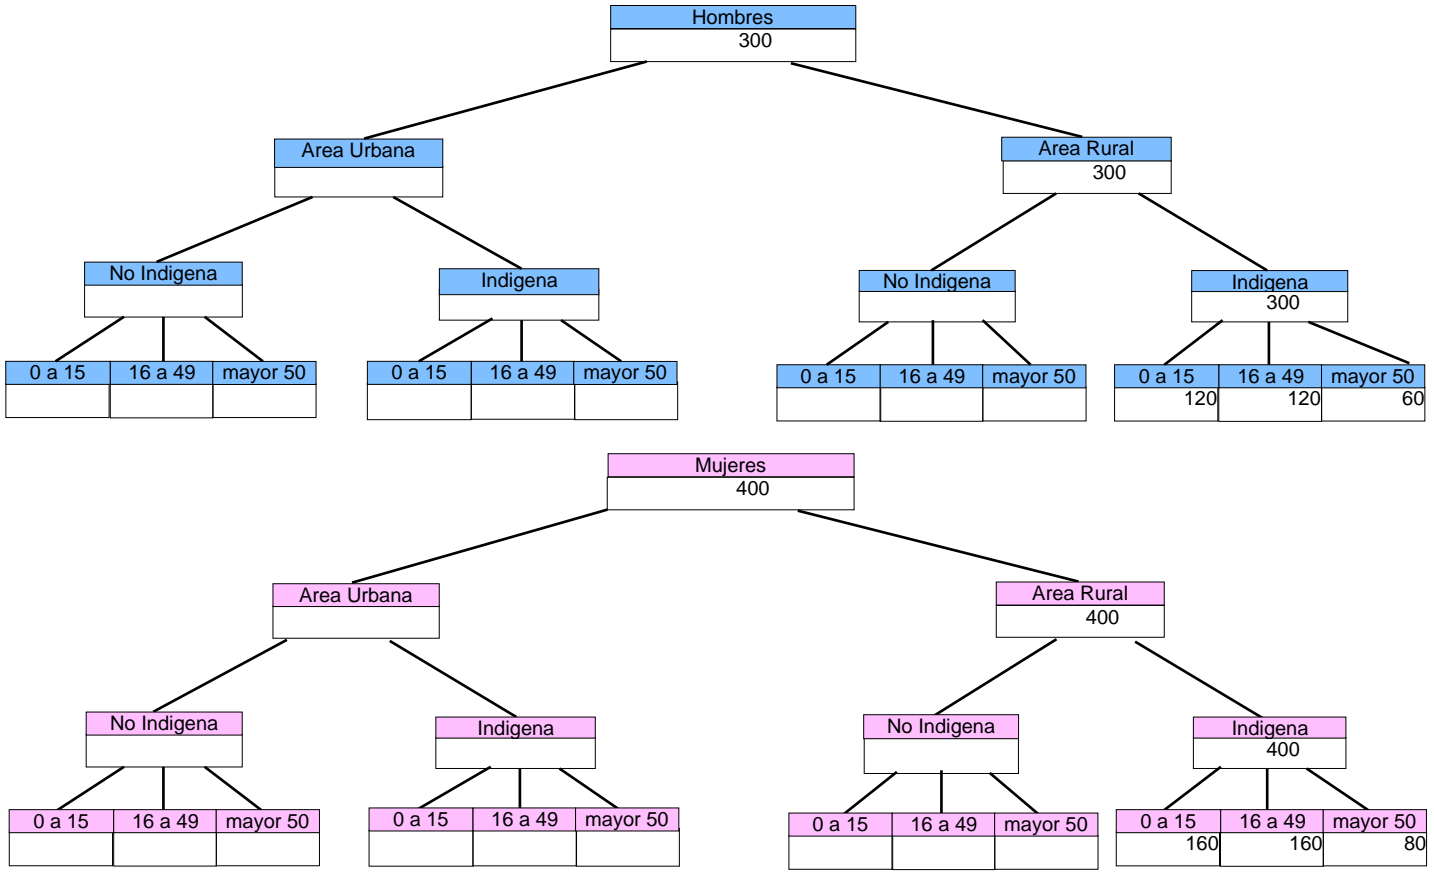 Hombres
300
Area Urbana
Area Rural
300
No Indigena
Indigena
No Indigena
Indigena
300
0 a 15 16 a 49 mayor 50
0 a 15 16 a 49 mayor 50
0 a 15 16 a 49 mayor 50
0 a 15 16 a 49 mayor 50
120 120 60
Mujeres
400
Area Urbana
Area Rural
400
No Indigena
Indigena
No Indigena
Indigena
400
0 a 15 16 a 49 mayor 50
0 a 15 16 a 49 mayor 50
0 a 15 16 a 49 mayor 50
0 a 15 16 a 49 mayor 50
160 160 80